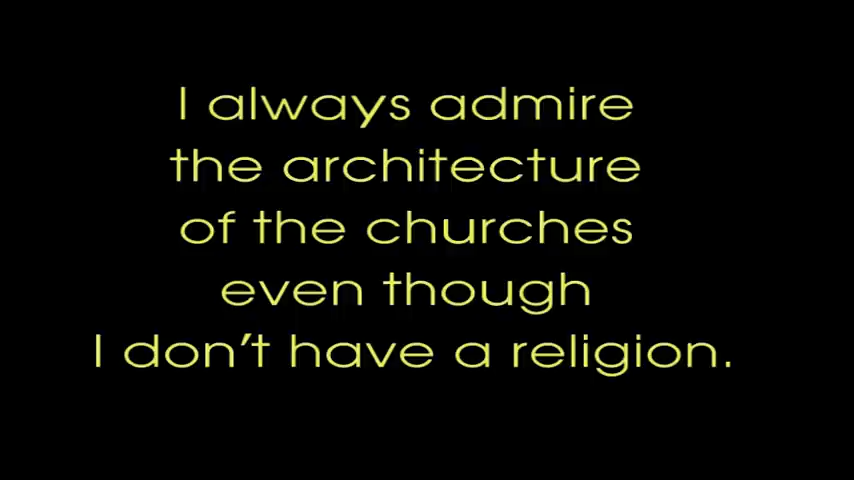 I always admire
the architecture
of the churches
even though
I don’t have a religion.